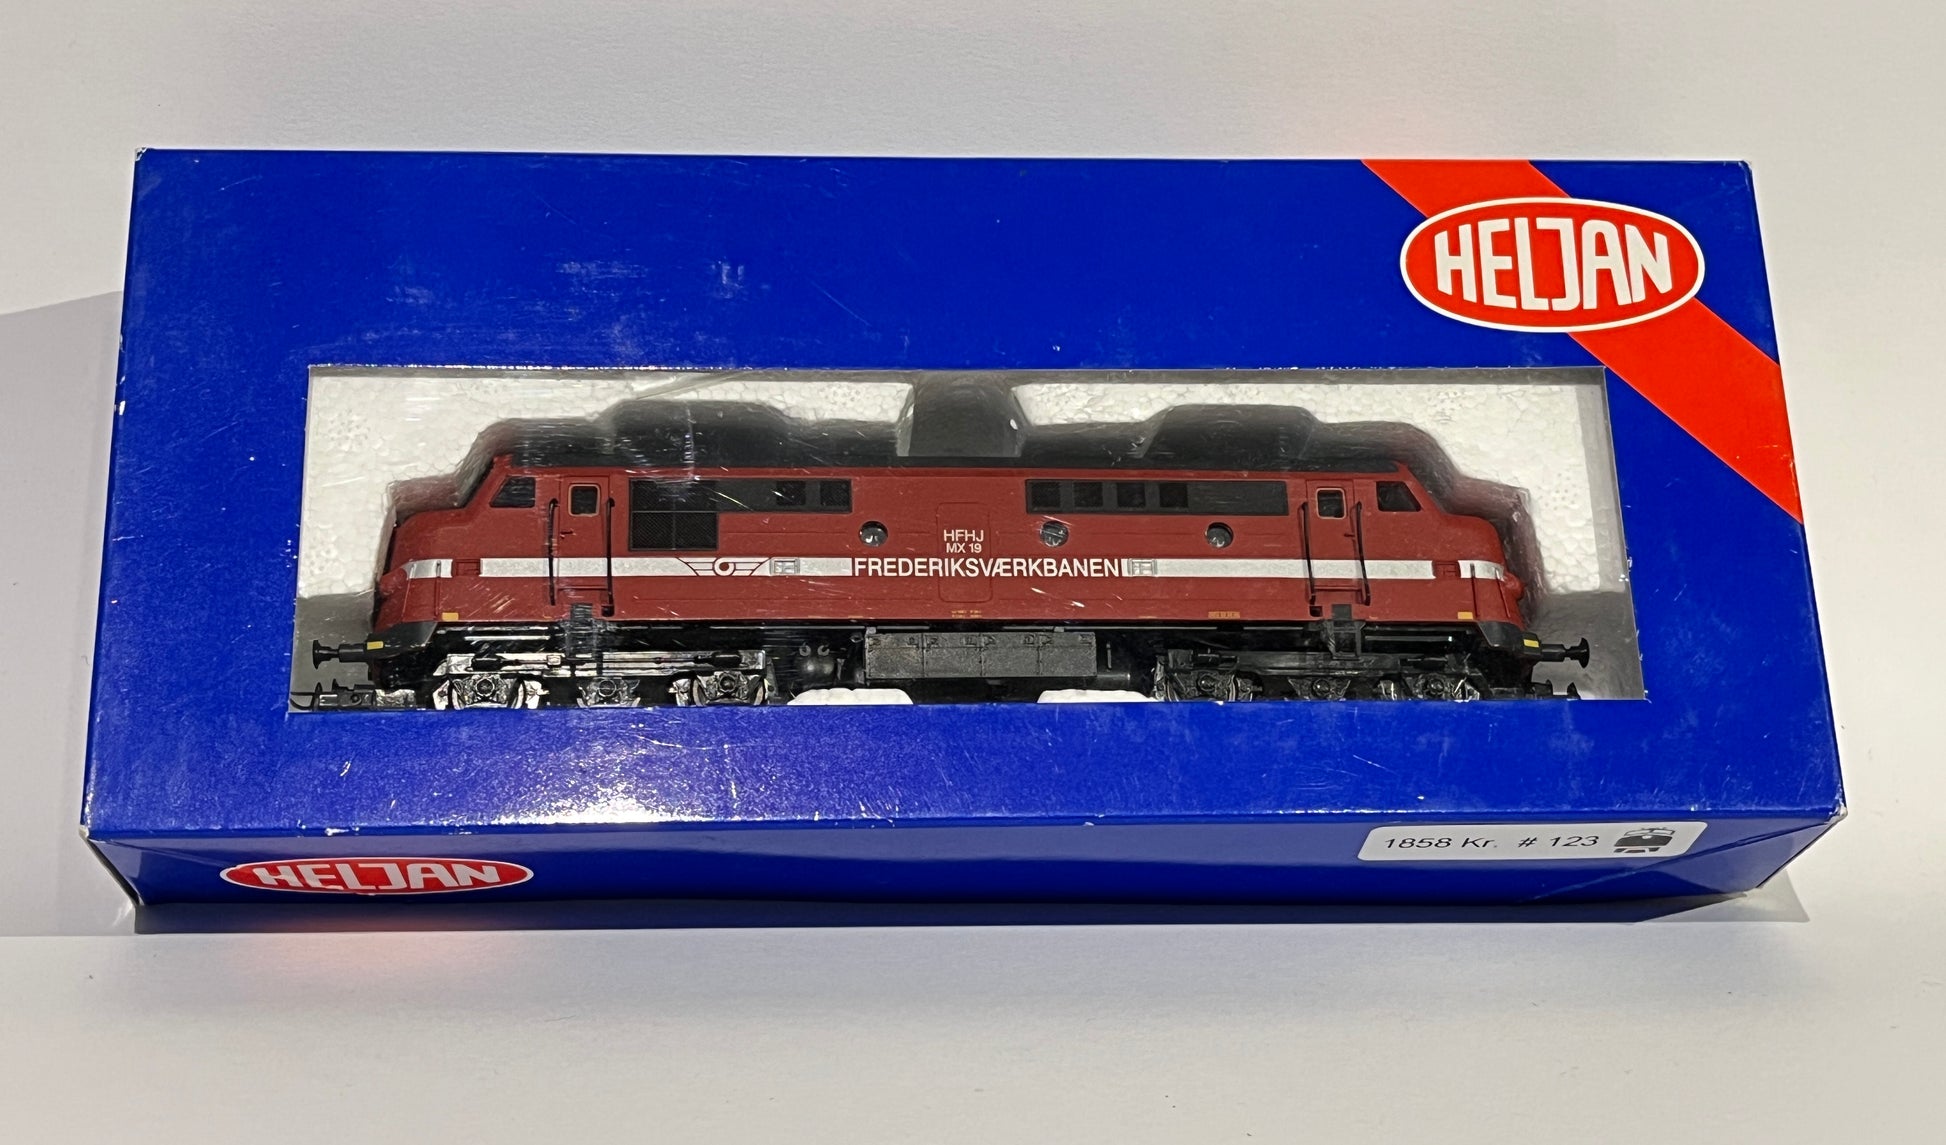 HELJAN
HFHJ
MX 19
FREDERIKSVÆRKBANEN
HELJAN
1858 Kr. # 123